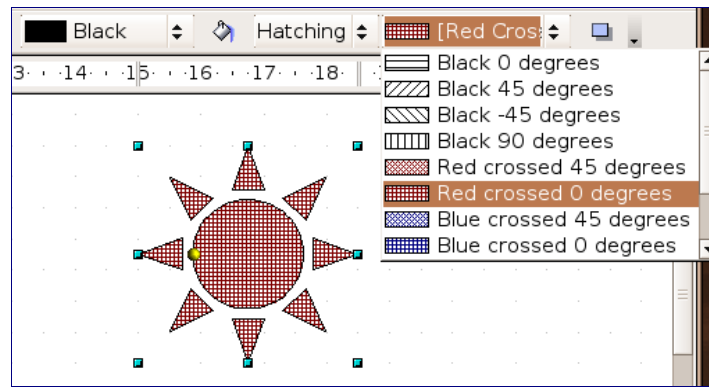 Black Hatching [Red Cros
3 · 14 · 15 · 16 · 17 · 18
Black 0 degrees
Black 45 degrees
Black -45 degrees
Black 90 degrees
Red crossed 45 degrees
Red crossed 0 degrees
Blue crossed 45 degrees
Blue crossed 0 degrees